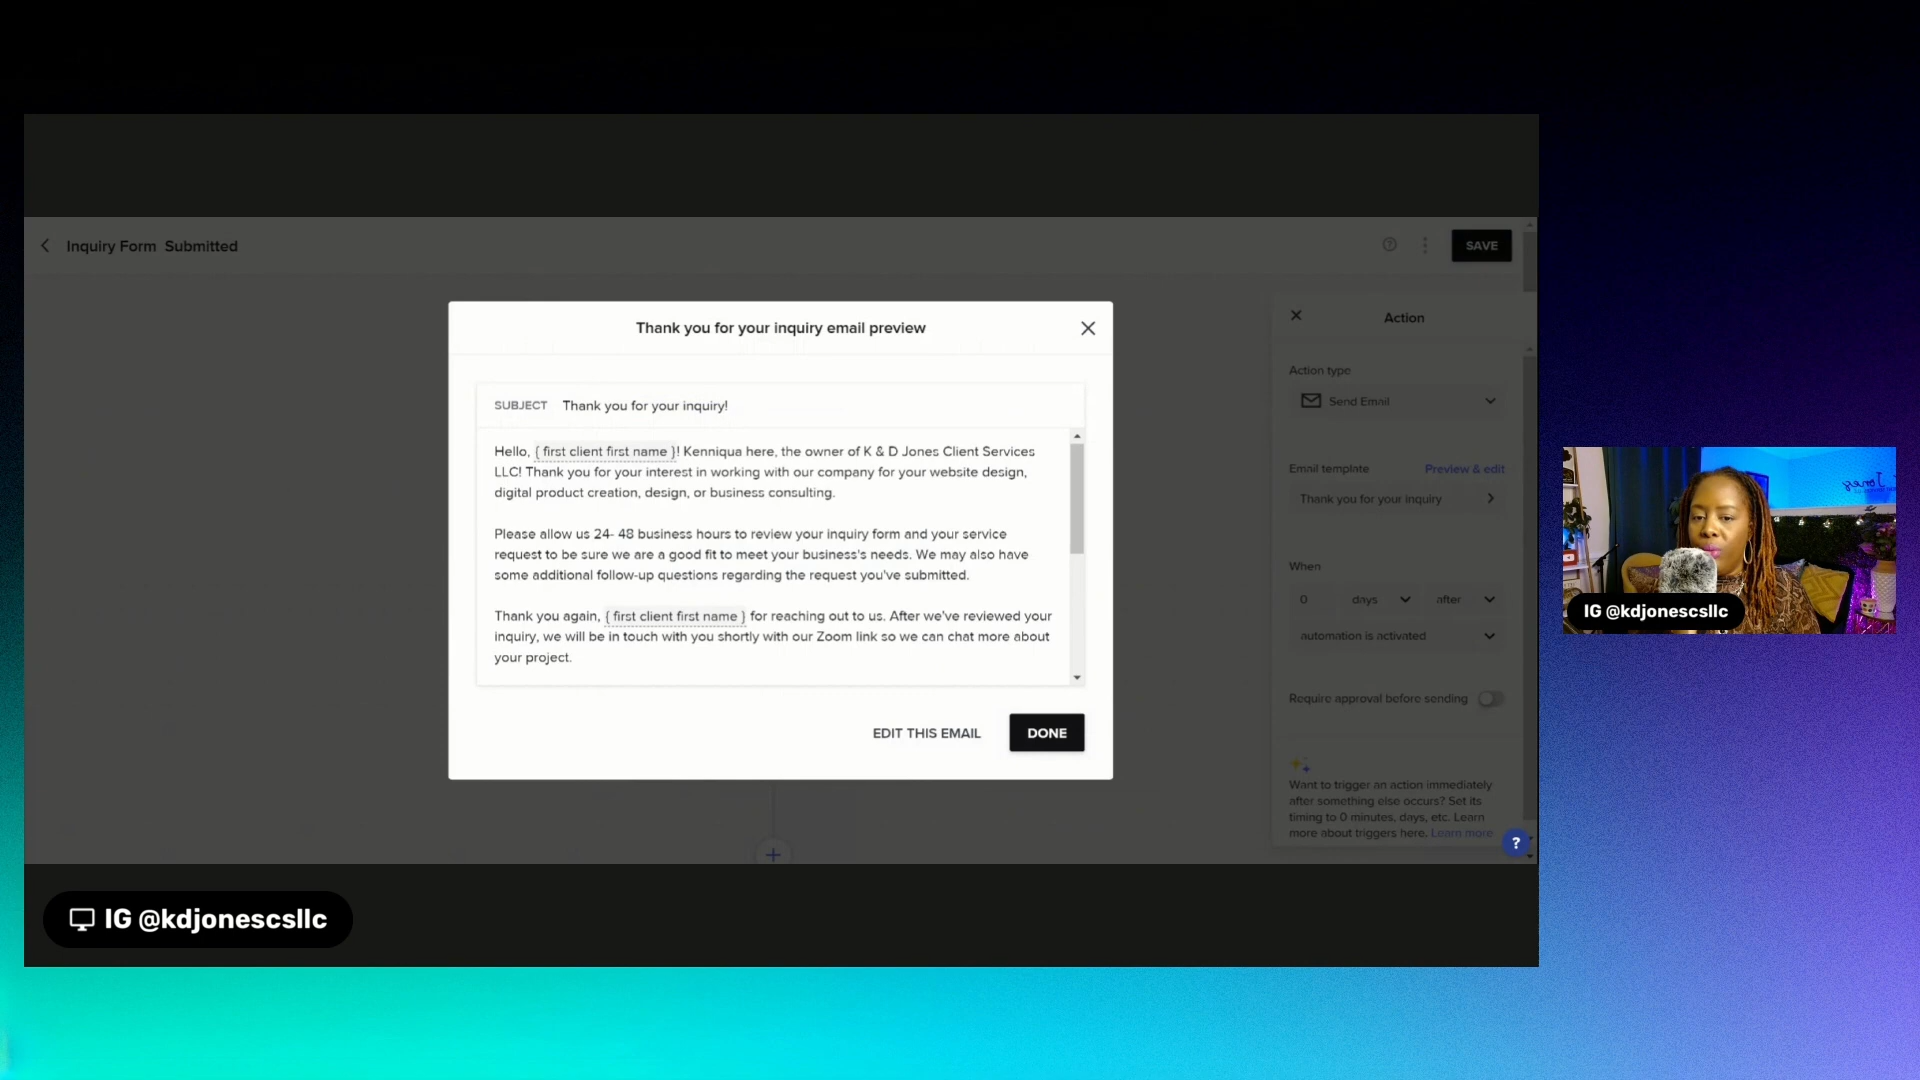 Inquiry Form Submitted
SAVE
Thank you for your inquiry email preview
SUBJECT Thank you for your inquiry!
Hello, { first client first name }! Kenniqua here, the owner of K & D Jones Client Services
LLC! Thank you for your interest in working with our company for your website design,
digital product creation, design, or business consulting.
Please allow us 24- 48 business hours to review your inquiry form and your service
request to be sure we are a good fit to meet your business's needs. We may also have
some additional follow-up questions regarding the request you've submitted.
Thank you again, { first client first name } for reaching out to us. After we've reviewed your
inquiry, we will be in touch with you shortly with our Zoom link so we can chat more about
your project.
EDIT THIS EMAIL
DONE
Action
Action type
Send Email
Email template Preview & edit
Thank you for your inquiry
When
0 days after
automation is activated
Require approval before sending
Want to trigger an action immediately
after something else occurs? Set its
timing to 0 minutes, days, etc. Learn
more about triggers here. Learn more
?
IG @kdjonescsllc
IG @kdjonescsllc